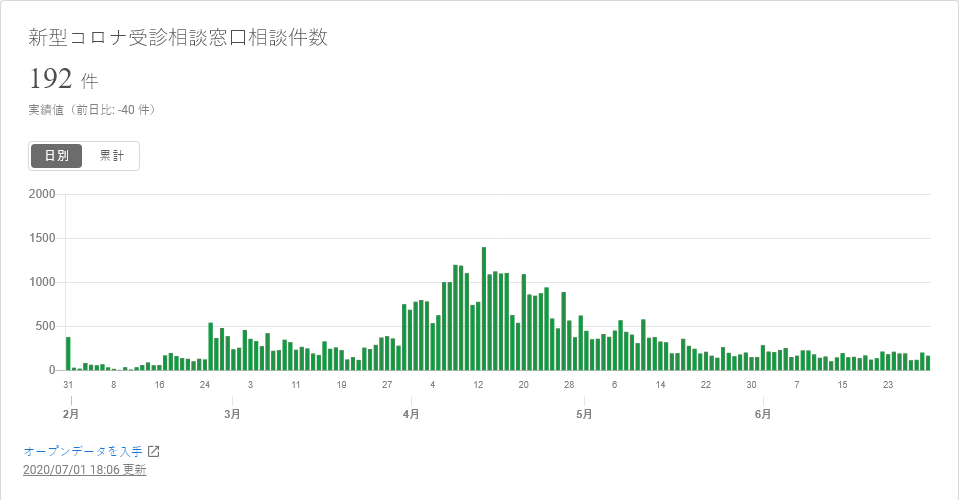 新型コロナ受診相談窓口相談件数
192 件
実績値（前日比: -40 件）
日別 累計
2000
1500
1000
500
0
31 8 16 24 3 11 19 27 4 12 20 28 6 14 22 30 7 15 23
2月 3月 4月 5月 6月
オープンデータを入手
2020/07/01 18:06 更新